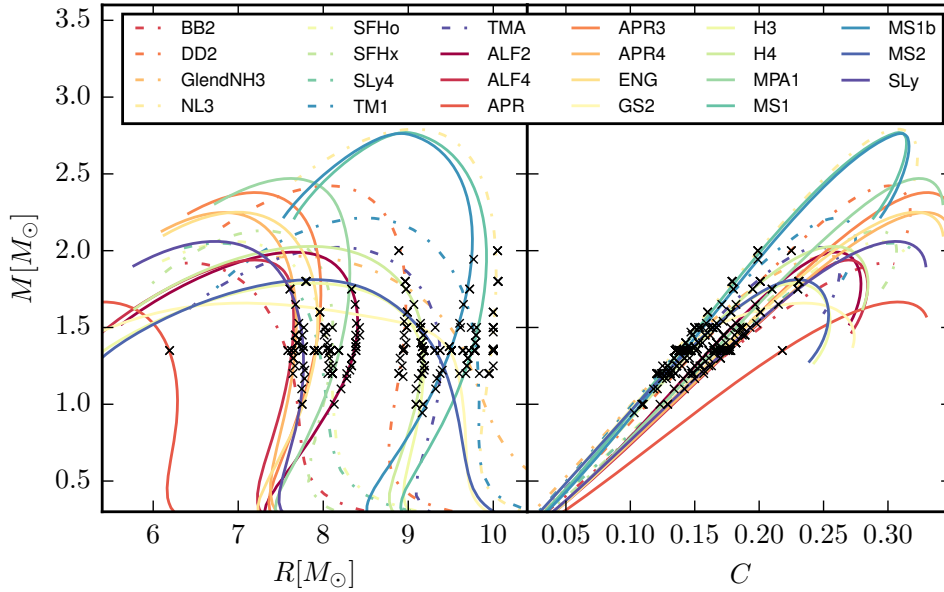 BB2 SFHo TMA APR3 H3 MS1b
DD2 SFHx ALF2 APR4 H4 MS2
GlendNH3 SLy4 ALF4 ENG MPA1 SLy
NL3 TM1 APR GS2 MS1
3.5
3.0
2.5
2.0
1.5
1.0
0.5
M[M⊙]
6 7 8 9 10 0.05 0.10 0.15 0.20 0.25 0.30
R[M⊙] C